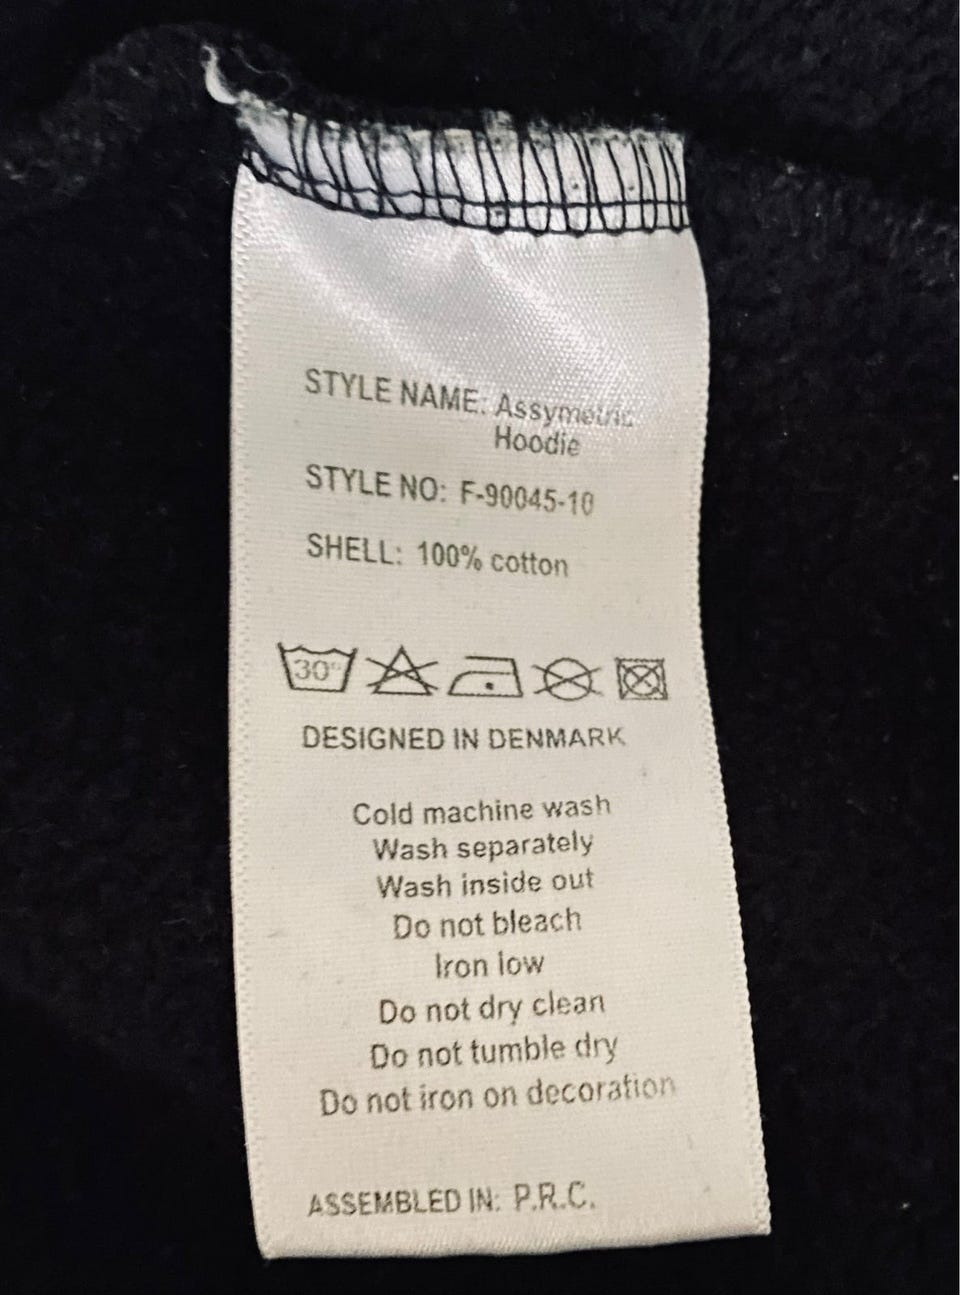 STYLE NAME: Assymetric
Hoodie
STYLE NO: F-90045-10
SHELL: 100% cotton
30°
DESIGNED IN DENMARK
Cold machine wash
Wash separately
Wash inside out
Do not bleach
Iron low
Do not dry clean
Do not tumble dry
Do not iron on decoration
ASSEMBLED IN: P.R.C.